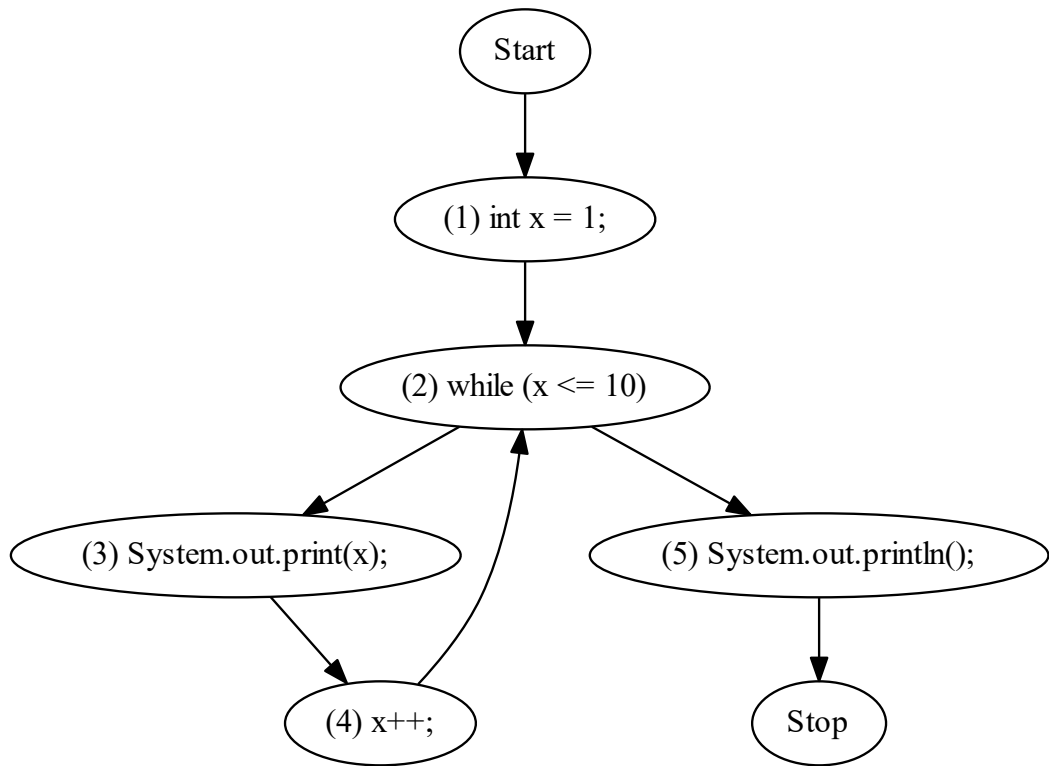 Start
(1) int x = 1;
(2) while (x <= 10)
(3) System.out.print(x);
(5) System.out.println();
(4) x++;
Stop